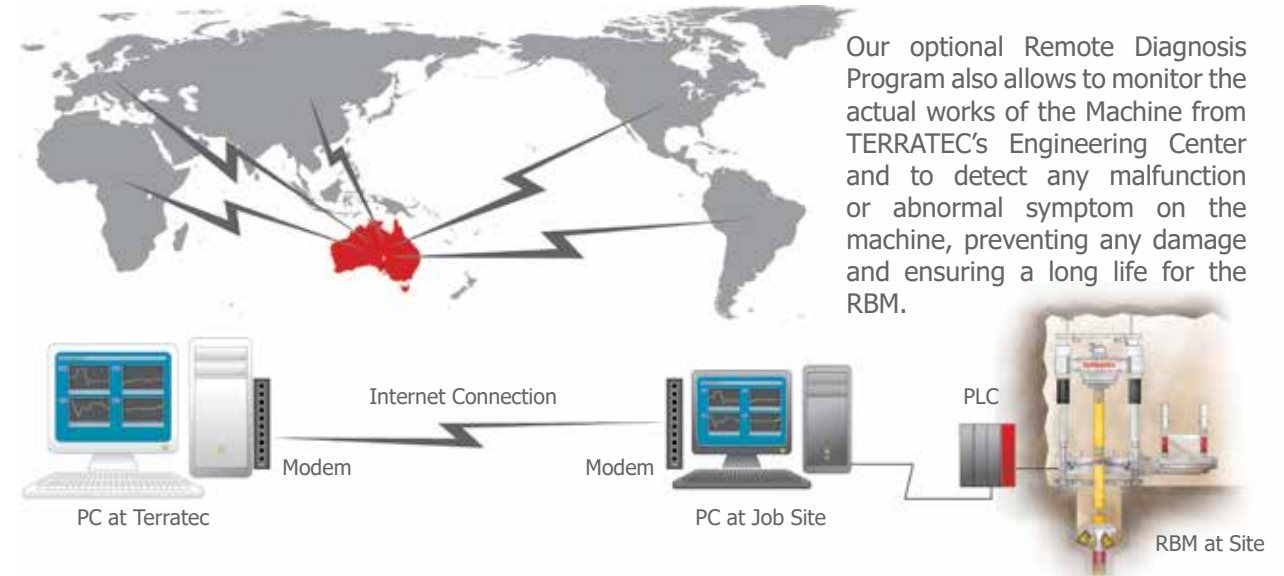 Our optional Remote Diagnosis
Program also allows to monitor the
actual works of the Machine from
TERRATEC's Engineering Center
and to detect any malfunction
or abnormal symptom on the
machine, preventing any damage
and ensuring a long life for the
RBM.
Internet Connection
PLC
Modem
Modem
PC at Terratec
PC at Job Site
RBM at Site